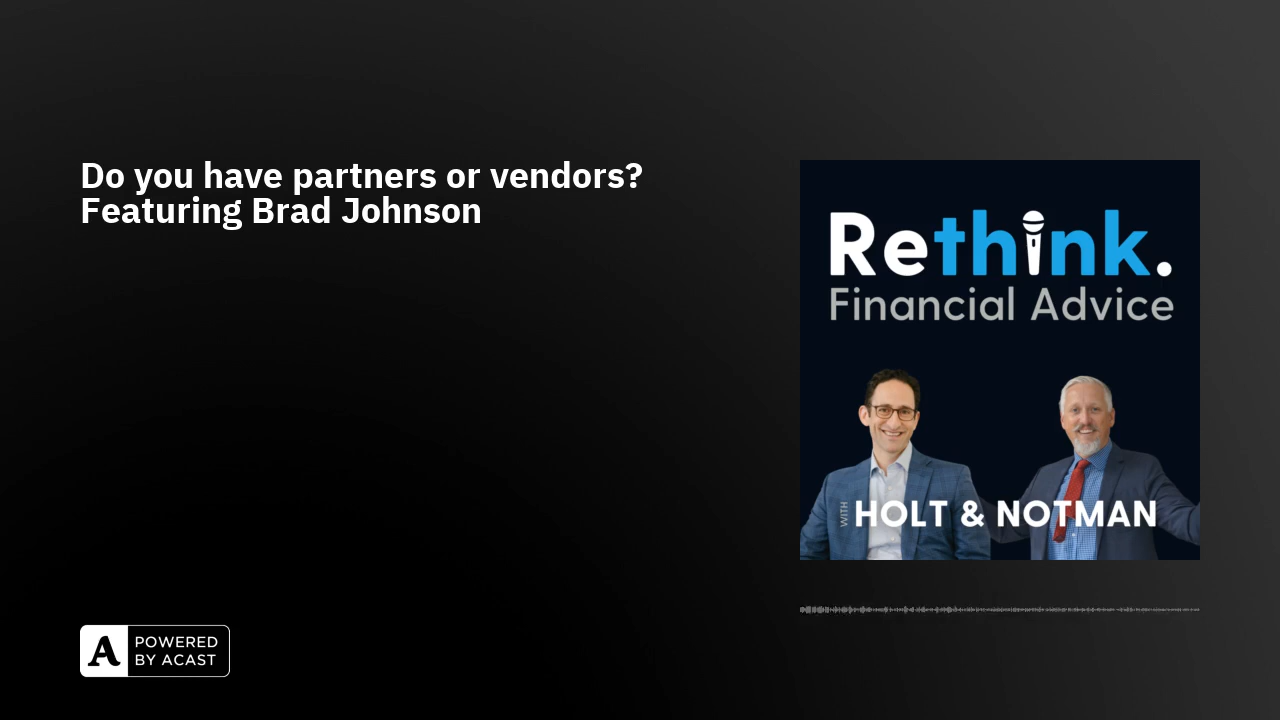 Do you have partners or vendors?
Featuring Brad Johnson
Rethink.
Financial Advice
WITH HOLT & NOTMAN
A POWERED
BY ACAST